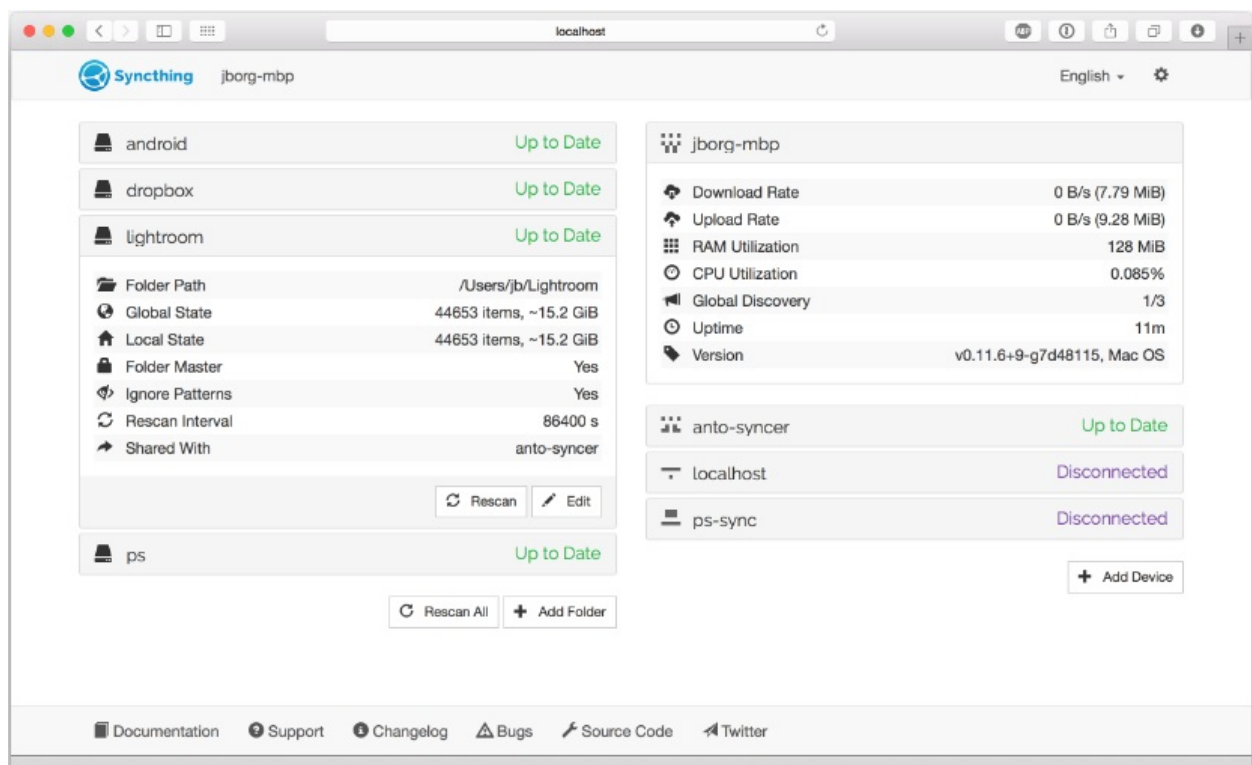 localhost
Syncthing jborg-mbp English
android Up to Date
dropbox Up to Date
lightroom Up to Date
Folder Path /Users/jb/Lightroom
Global State 44653 items, ~15.2 GiB
Local State 44653 items, ~15.2 GiB
Folder Master Yes
Ignore Patterns Yes
Rescan Interval 86400 s
Shared With anto-syncer
Rescan Edit
ps Up to Date
Rescan All Add Folder
jborg-mbp
Download Rate 0 B/s (7.79 MiB)
Upload Rate 0 B/s (9.28 MiB)
RAM Utilization 128 MiB
CPU Utilization 0.085%
Global Discovery 1/3
Uptime 11m
Version v0.11.6+9-g7d48115, Mac OS
anto-syncer Up to Date
localhost Disconnected
ps-sync Disconnected
Add Device
Documentation Support Changelog Bugs Source Code Twitter